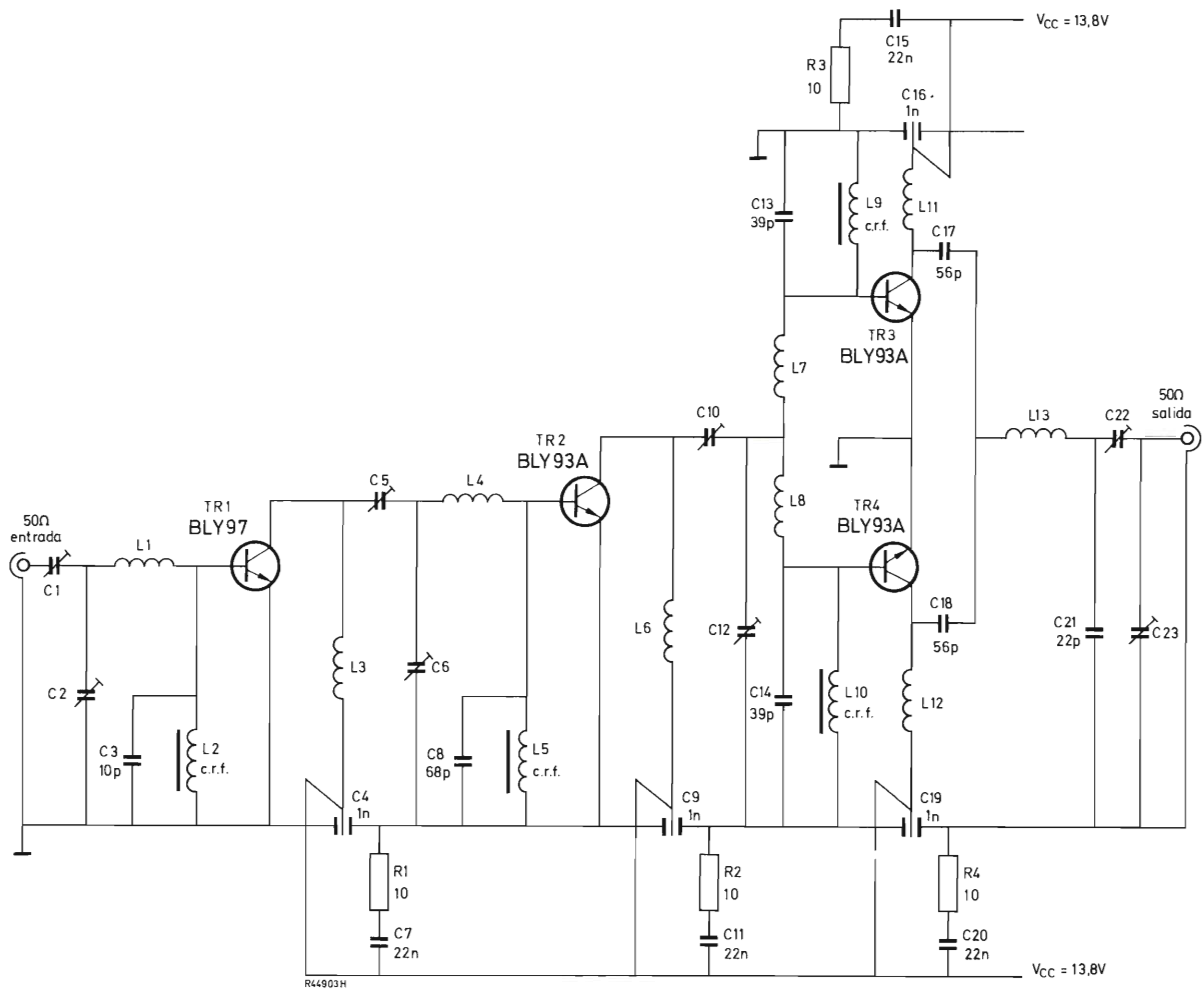 VCC = 13,8V
C15
22n
R3
10
C16
1n
C13
39p
L9
c.r.f.
L11
C17
56p
TR3
BLY93A
L7
50Ω
salida
C10
L13
C22
TR2
BLY93A
C5
L4
L8
TR4
BLY93A
TR1
BLY97
50Ω
entrada
L1
C1
C18
56p
C21
22p
C23
L6
C12
L3
C6
C2
C14
39p
L10
c.r.f.
L12
C3
10p
L2
c.r.f.
C8
68p
L5
c.r.f.
C4
1n
C9
1n
C19
1n
R1
10
R2
10
R4
10
C7
22n
C11
22n
C20
22n
VCC = 13,8V
R44903H